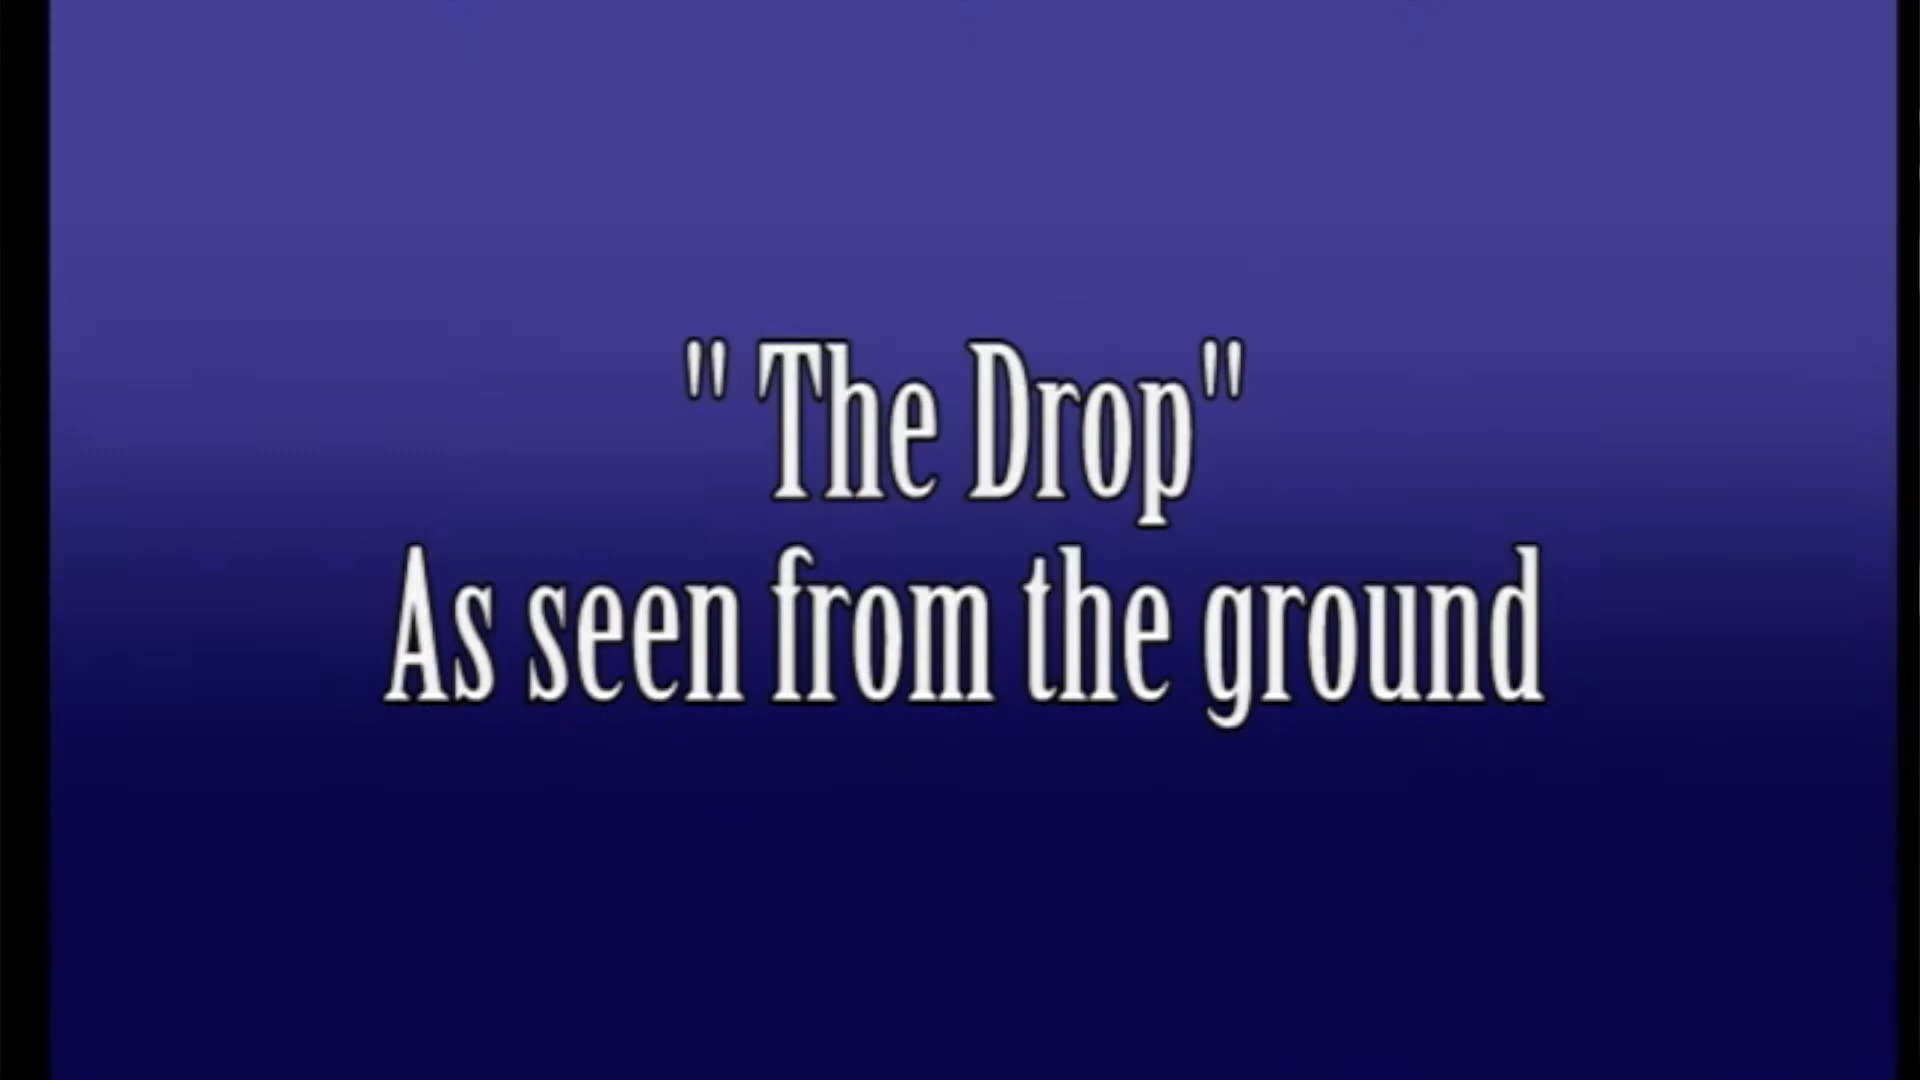 " The Drop"
As seen from the ground